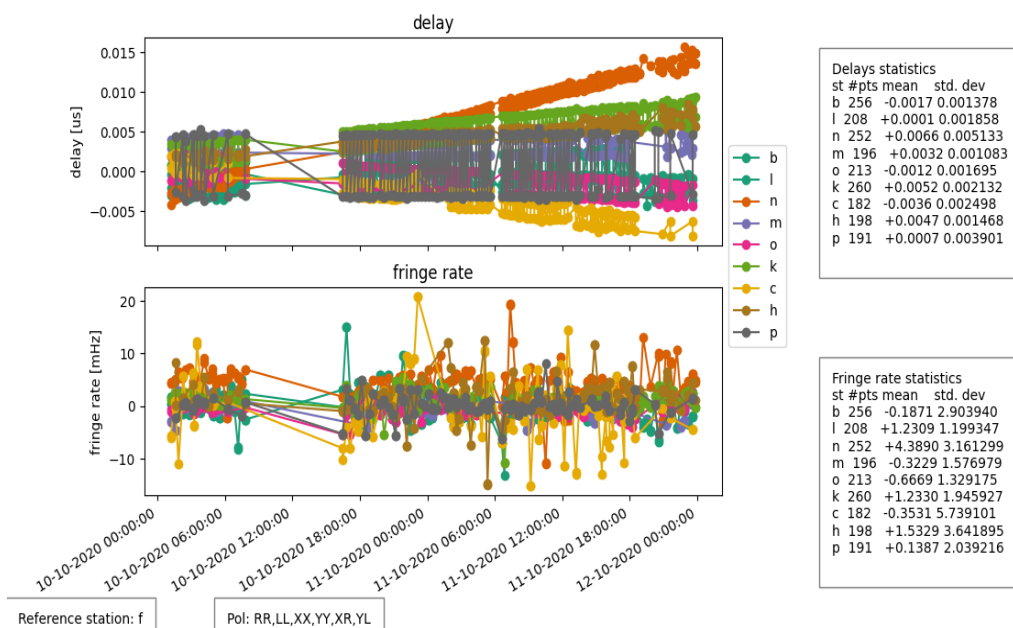 delay
delay [us]
0.015
0.010
0.005
0.000
−0.005
fringe rate
fringe rate [mHz]
20
10
0
−10
10-10-2020 00:00:00
10-10-2020 06:00:00
10-10-2020 12:00:00
10-10-2020 18:00:00
11-10-2020 00:00:00
11-10-2020 06:00:00
11-10-2020 12:00:00
11-10-2020 18:00:00
12-10-2020 00:00:00
b
l
n
m
o
k
c
h
p
Delays statistics
st #pts mean std. dev
b 256 -0.0017 0.001378
l 208 +0.0001 0.001858
n 252 +0.0066 0.005133
m 196 +0.0032 0.001083
o 213 -0.0012 0.001695
k 260 +0.0052 0.002132
c 182 -0.0036 0.002498
h 198 +0.0047 0.001468
p 191 +0.0007 0.003901
Fringe rate statistics
st #pts mean std. dev
b 256 -0.1871 2.903940
l 208 +1.2309 1.199347
n 252 +4.3890 3.161299
m 196 -0.3229 1.576979
o 213 -0.6669 1.329175
k 260 +1.2330 1.945927
c 182 -0.3531 5.739101
h 198 +1.5329 3.641895
p 191 +0.1387 2.039216
Reference station: f
Pol: RR,LL,XX,YY,XR,YL